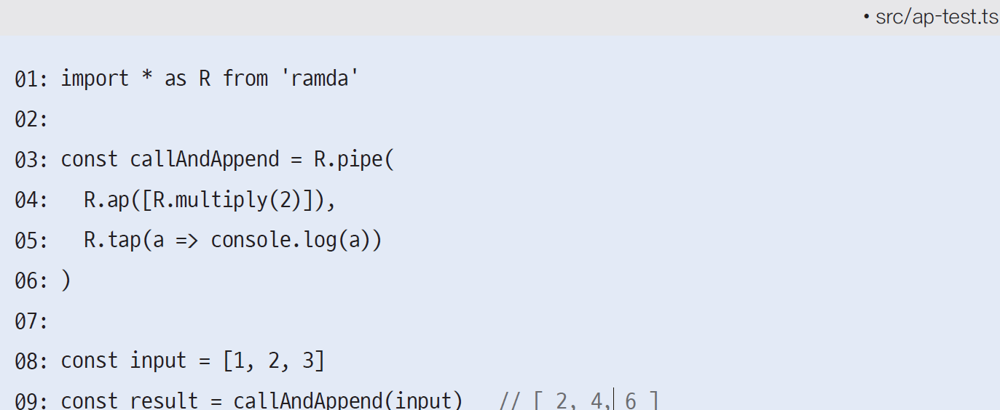 • src/ap-test.ts
01: import * as R from 'ramda'
02:
03: const callAndAppend = R.pipe(
04:   R.ap([R.multiply(2)]),
05:   R.tap(a => console.log(a))
06: )
07:
08: const input = [1, 2, 3]
09: const result = callAndAppend(input)   // [ 2, 4, 6 ]